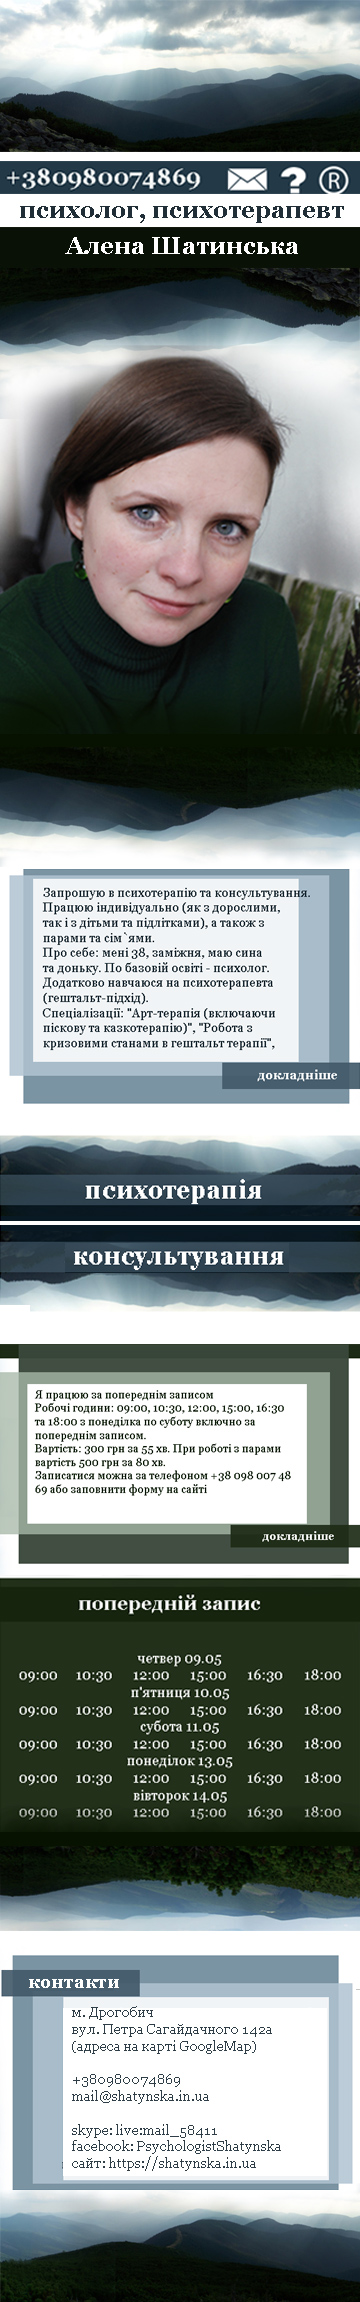 +380980074869 ? ®
психолог, психотерапевт
Алена Шатинська
Запрошую в психотерапію та консультування.
Працюю індивідуально (як з дорослими,
так і з дітьми та підлітками), а також з
парами та сім`ями.
Про себе: мені 38, заміжня, маю сина
та доньку. По базовій освіті - психолог.
Додатково навчаюся на психотерапевта
(гештальт-підхід).
Спеціалізації: "Арт-терапія (включаючи
піскову та казкотерапію)", "Робота з
кризовими станами в гештальт терапії",
докладніше
психотерапія
консультування
Я працюю за попереднім записом
Робочі години: 09:00, 10:30, 12:00, 15:00, 16:30
та 18:00 з понеділка по суботу включно за
попереднім записом.
Вартість: 300 грн за 55 хв. При роботі з парами
вартість 500 грн за 80 хв.
Записатися можна за телефоном +38 098 007 48
69 або заповнити форму на сайті
докладніше
попередній запис
четвер 09.05
09:00 10:30 12:00 15:00 16:30 18:00
п'ятниця 10.05
09:00 10:30 12:00 15:00 16:30 18:00
субота 11.05
09:00 10:30 12:00 15:00 16:30 18:00
понеділок 13.05
09:00 10:30 12:00 15:00 16:30 18:00
вівторок 14.05
09:00 10:30 12:00 15:00 16:30 18:00
контакти
м. Дрогобич
вул. Петра Сагайдачного 142а
(адреса на карті GoogleMap)
+380980074869
mail@shatynska.in.ua
skype: live:mail_58411
facebook: PsychologistShatynska
сайт: https://shatynska.in.ua